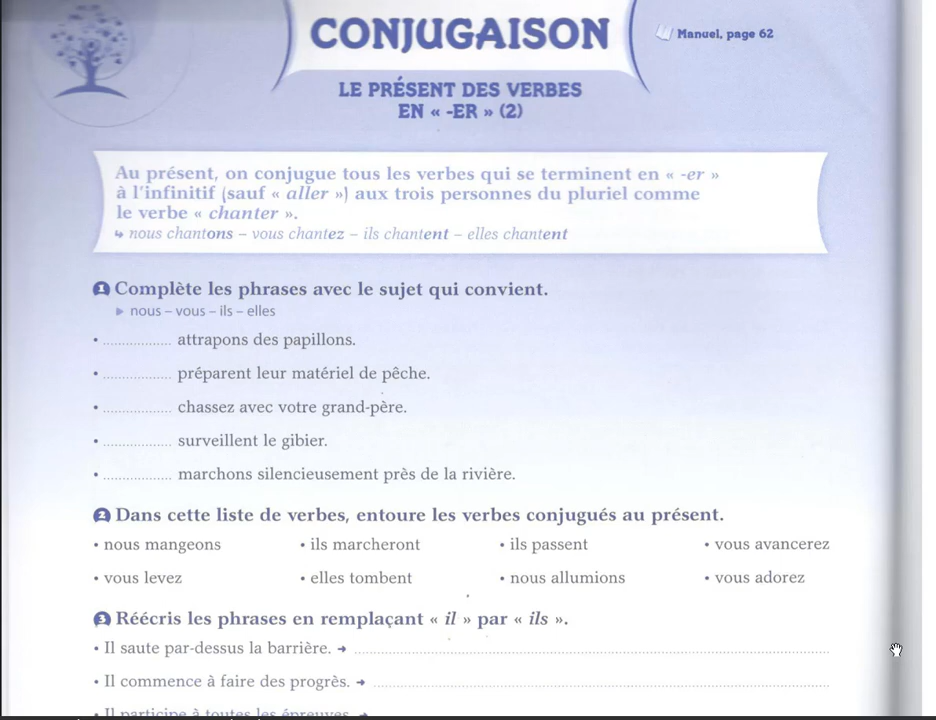 CONJUGAISON
Manuel, page 62
LE PRÉSENT DES VERBES
EN « -ER » (2)
Au présent, on conjugue tous les verbes qui se terminent en « -er »
à l'infinitif (sauf « aller ») aux trois personnes du pluriel comme
le verbe « chanter ».
↪ nous chantons – vous chantez – ils chantent – elles chantent
1 Complète les phrases avec le sujet qui convient.
▶ nous – vous – ils – elles
• .................. attrapons des papillons.
• .................. préparent leur matériel de pêche.
• .................. chassez avec votre grand-père.
• .................. surveillent le gibier.
• .................. marchons silencieusement près de la rivière.
2 Dans cette liste de verbes, entoure les verbes conjugués au présent.
• nous mangeons • ils marcheront • ils passent • vous avancerez
• vous levez • elles tombent • nous allumions • vous adorez
3 Réécris les phrases en remplaçant « il » par « ils ».
• Il saute par-dessus la barrière. ➜ ..................
• Il commence à faire des progrès. ➜ ..................
• Il participe à toutes les épreuves. ➜